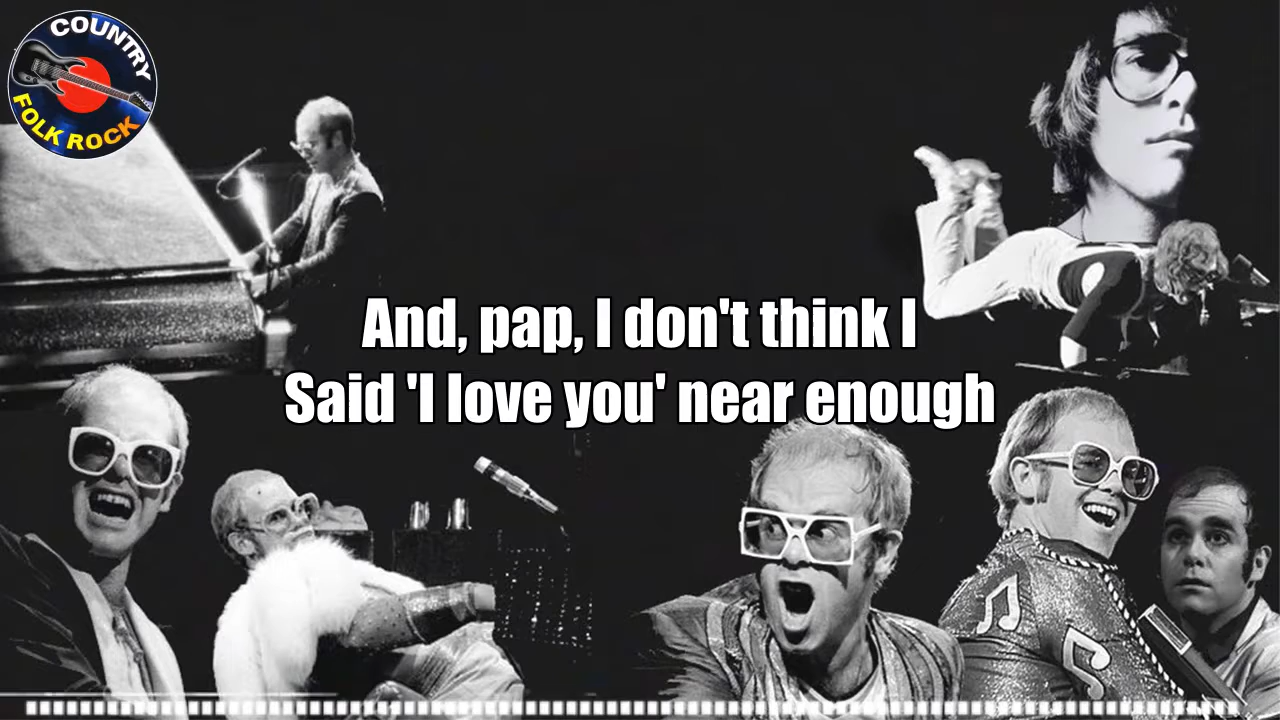 COUNTRY
FOLK ROCK
And, pap, I don't think I
Said 'I love you' near enough